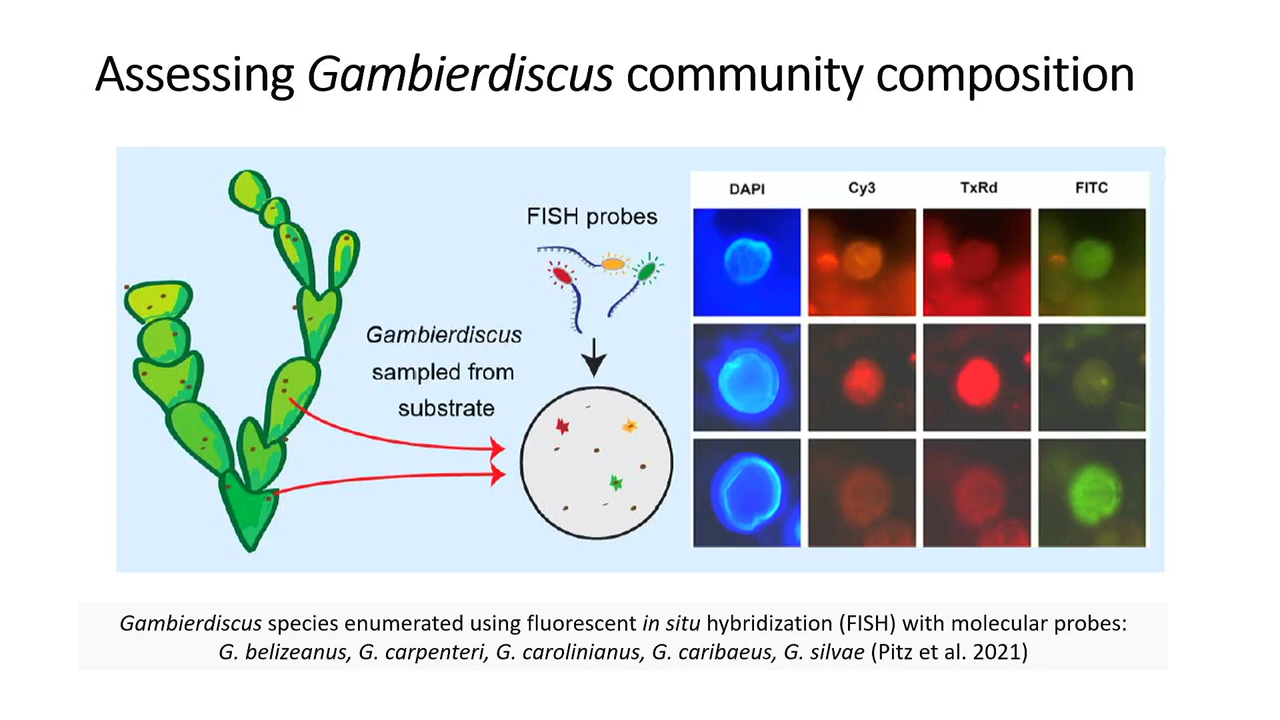 Assessing Gambierdiscus community composition
FISH probes
Gambierdiscus
sampled from
substrate
DAPI Cy3 TxRd FITC
Gambierdiscus species enumerated using fluorescent in situ hybridization (FISH) with molecular probes:
G. belizeanus, G. carpenteri, G. carolinianus, G. caribaeus, G. silvae (Pitz et al. 2021)